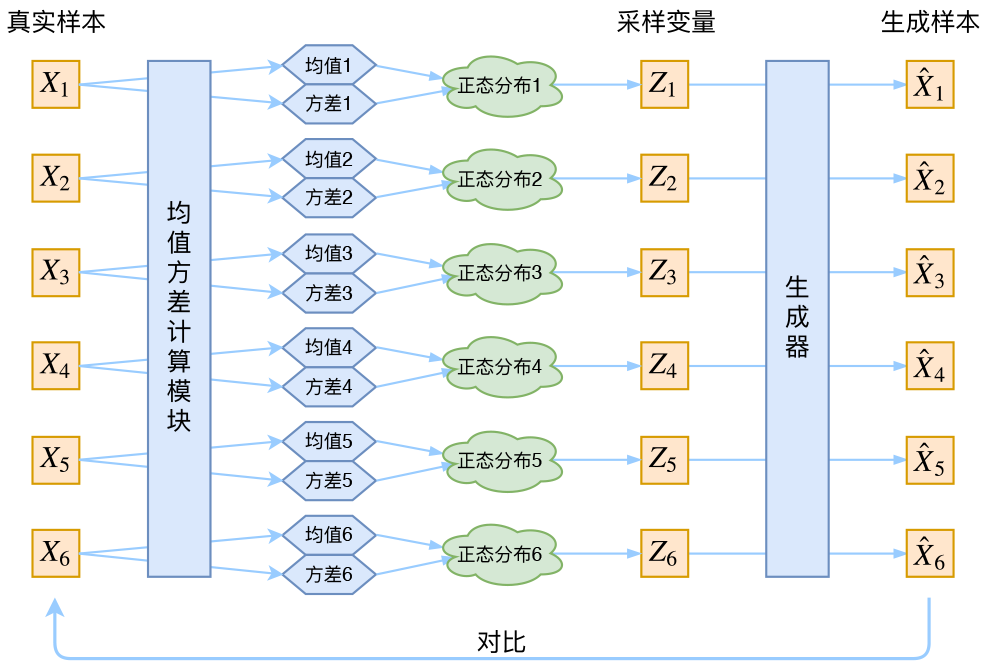 真实样本 采样变量 生成样本
X1 均值1 方差1 正态分布1 Z1 X̂1
X2 均值2 方差2 正态分布2 Z2 X̂2
X3 均值3 方差3 正态分布3 Z3 X̂3
X4 均值4 方差4 正态分布4 Z4 X̂4
X5 均值5 方差5 正态分布5 Z5 X̂5
X6 均值6 方差6 正态分布6 Z6 X̂6
均值方差计算模块
生成器
对比